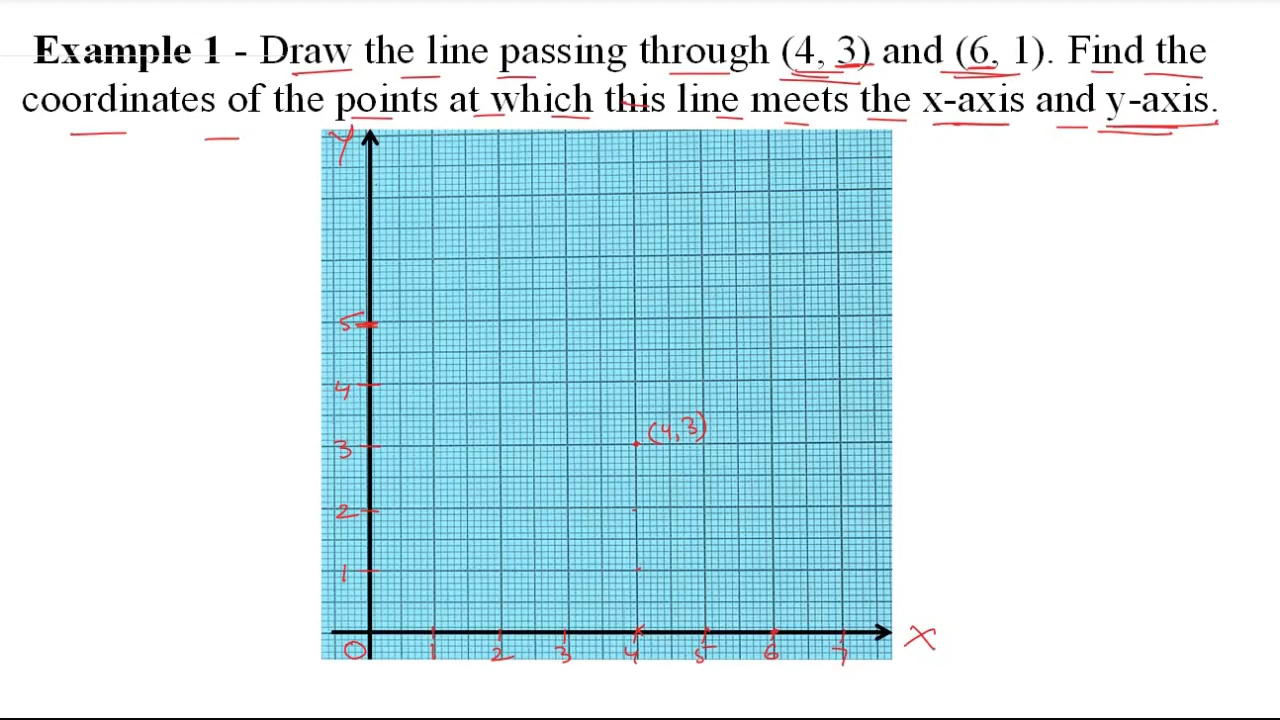 Example 1 - Draw the line passing through (4, 3) and (6, 1). Find the
coordinates of the points at which this line meets the x-axis and y-axis.
Y
5
4
(4,3)
3
2
1
O 1 2 3 4 5 6 7 X